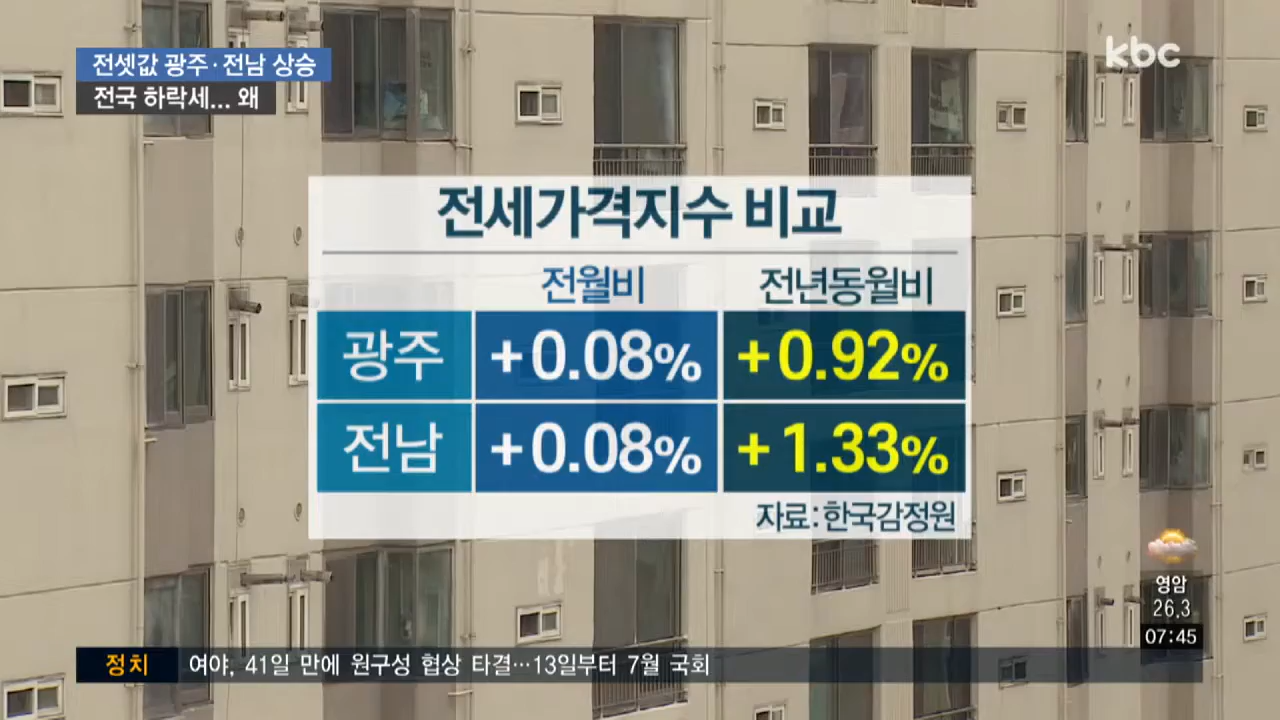 전셋값 광주·전남 상승
전국 하락세... 왜
kbc
전세가격지수 비교
전월비 전년동월비
광주 +0.08% +0.92%
전남 +0.08% +1.33%
자료:한국감정원
영암
26.3
07:45
정치 여야, 41일 만에 원구성 협상 타결…13일부터 7월 국회